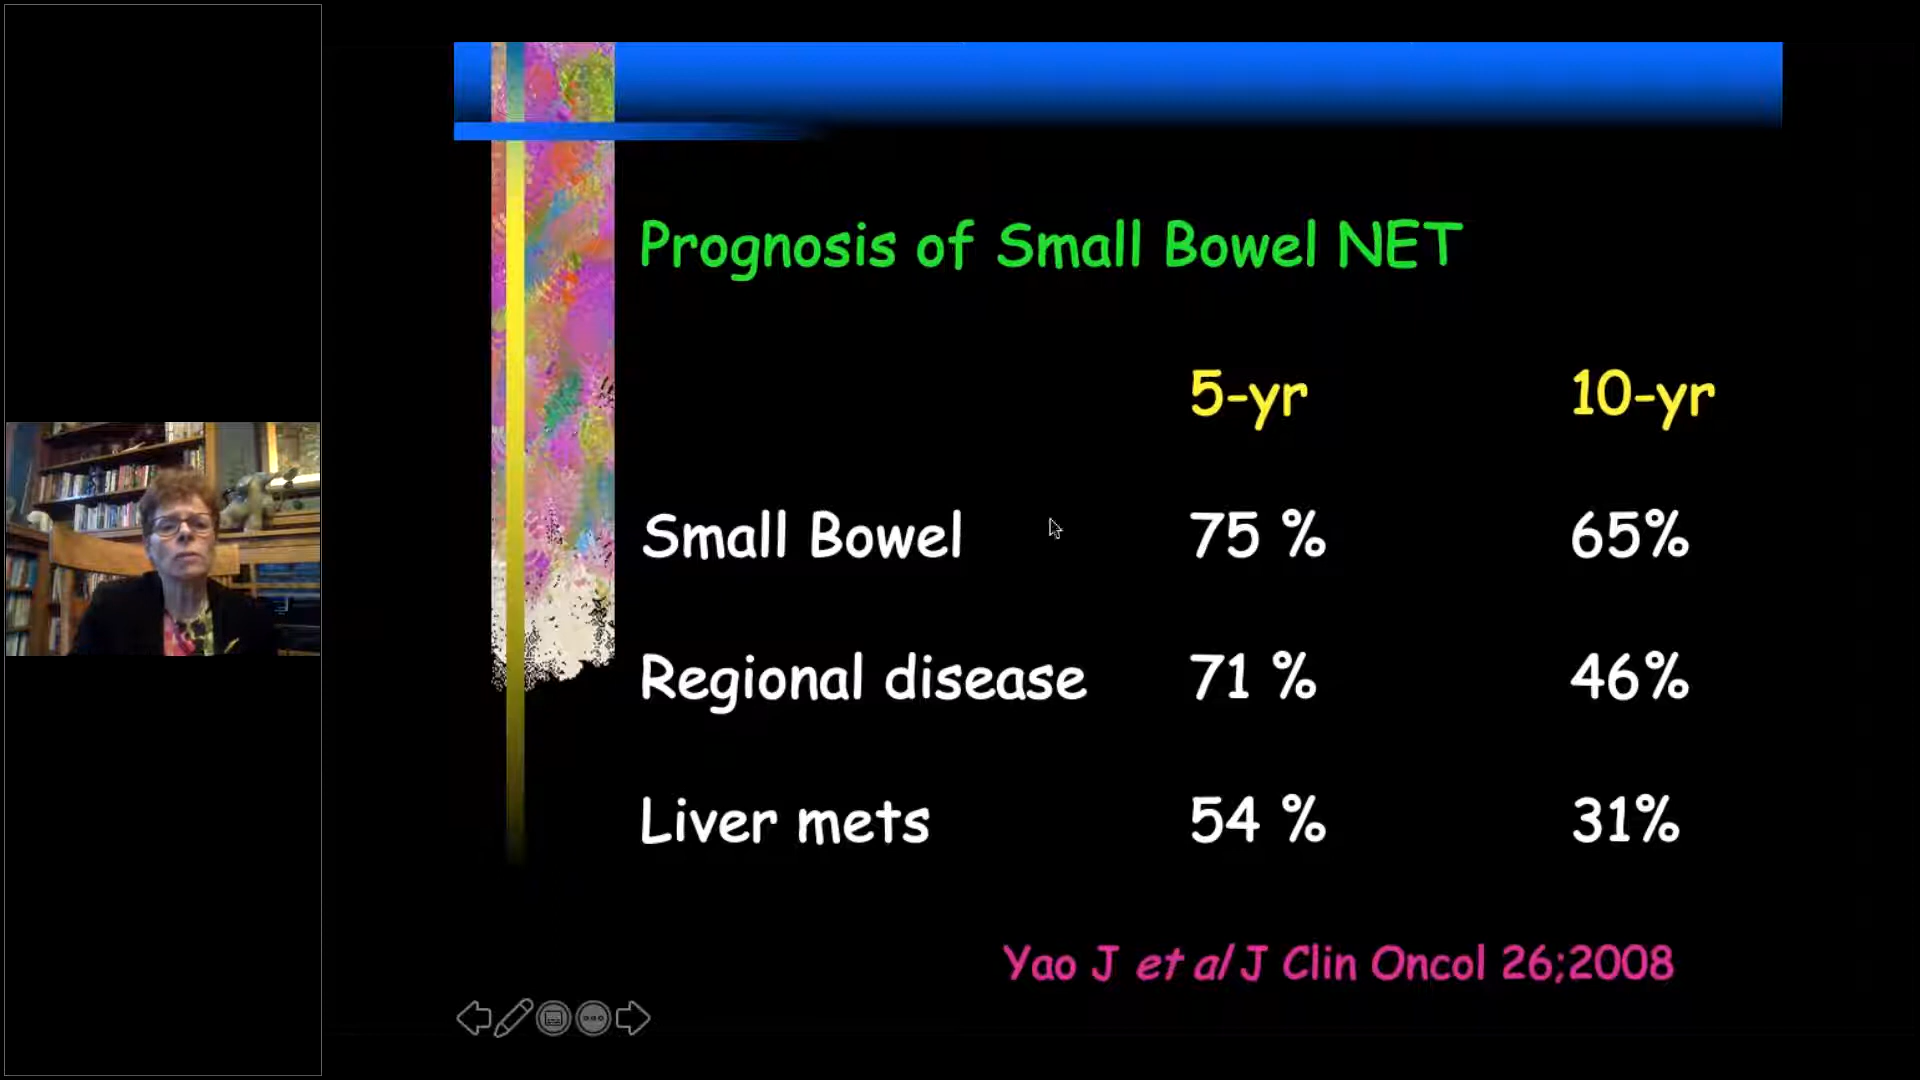 Prognosis of Small Bowel NET
5-yr 10-yr
Small Bowel 75 % 65%
Regional disease 71 % 46%
Liver mets 54 % 31%
Yao J et al J Clin Oncol 26;2008